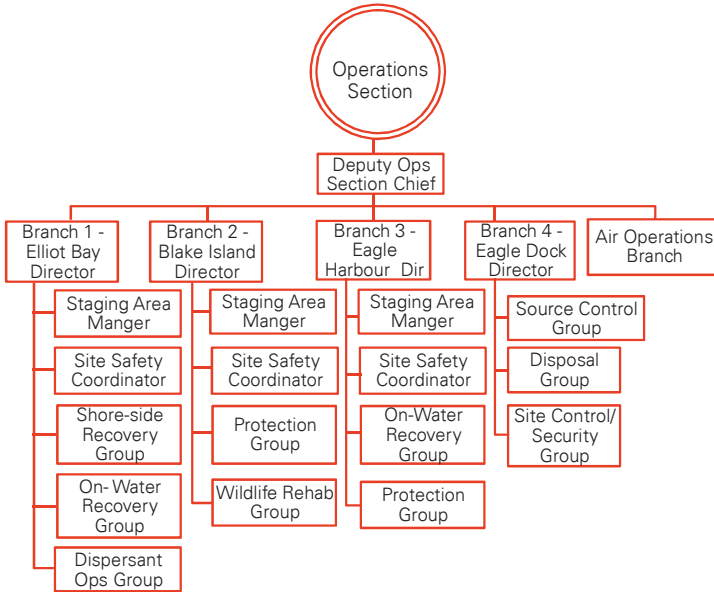 Operations
Section
Deputy Ops
Section Chief
Branch 1 -
Elliot Bay
Director
Branch 2 -
Blake Island
Director
Branch 3 -
Eagle
Harbour Dir
Branch 4 -
Eagle Dock
Director
Air Operations
Branch
Staging Area
Manger
Site Safety
Coordinator
Shore-side
Recovery
Group
On- Water
Recovery
Group
Dispersant
Ops Group
Staging Area
Manger
Site Safety
Coordinator
Protection
Group
Wildlife Rehab
Group
Staging Area
Manger
Site Safety
Coordinator
On-Water
Recovery
Group
Protection
Group
Source Control
Group
Disposal
Group
Site Control/
Security
Group